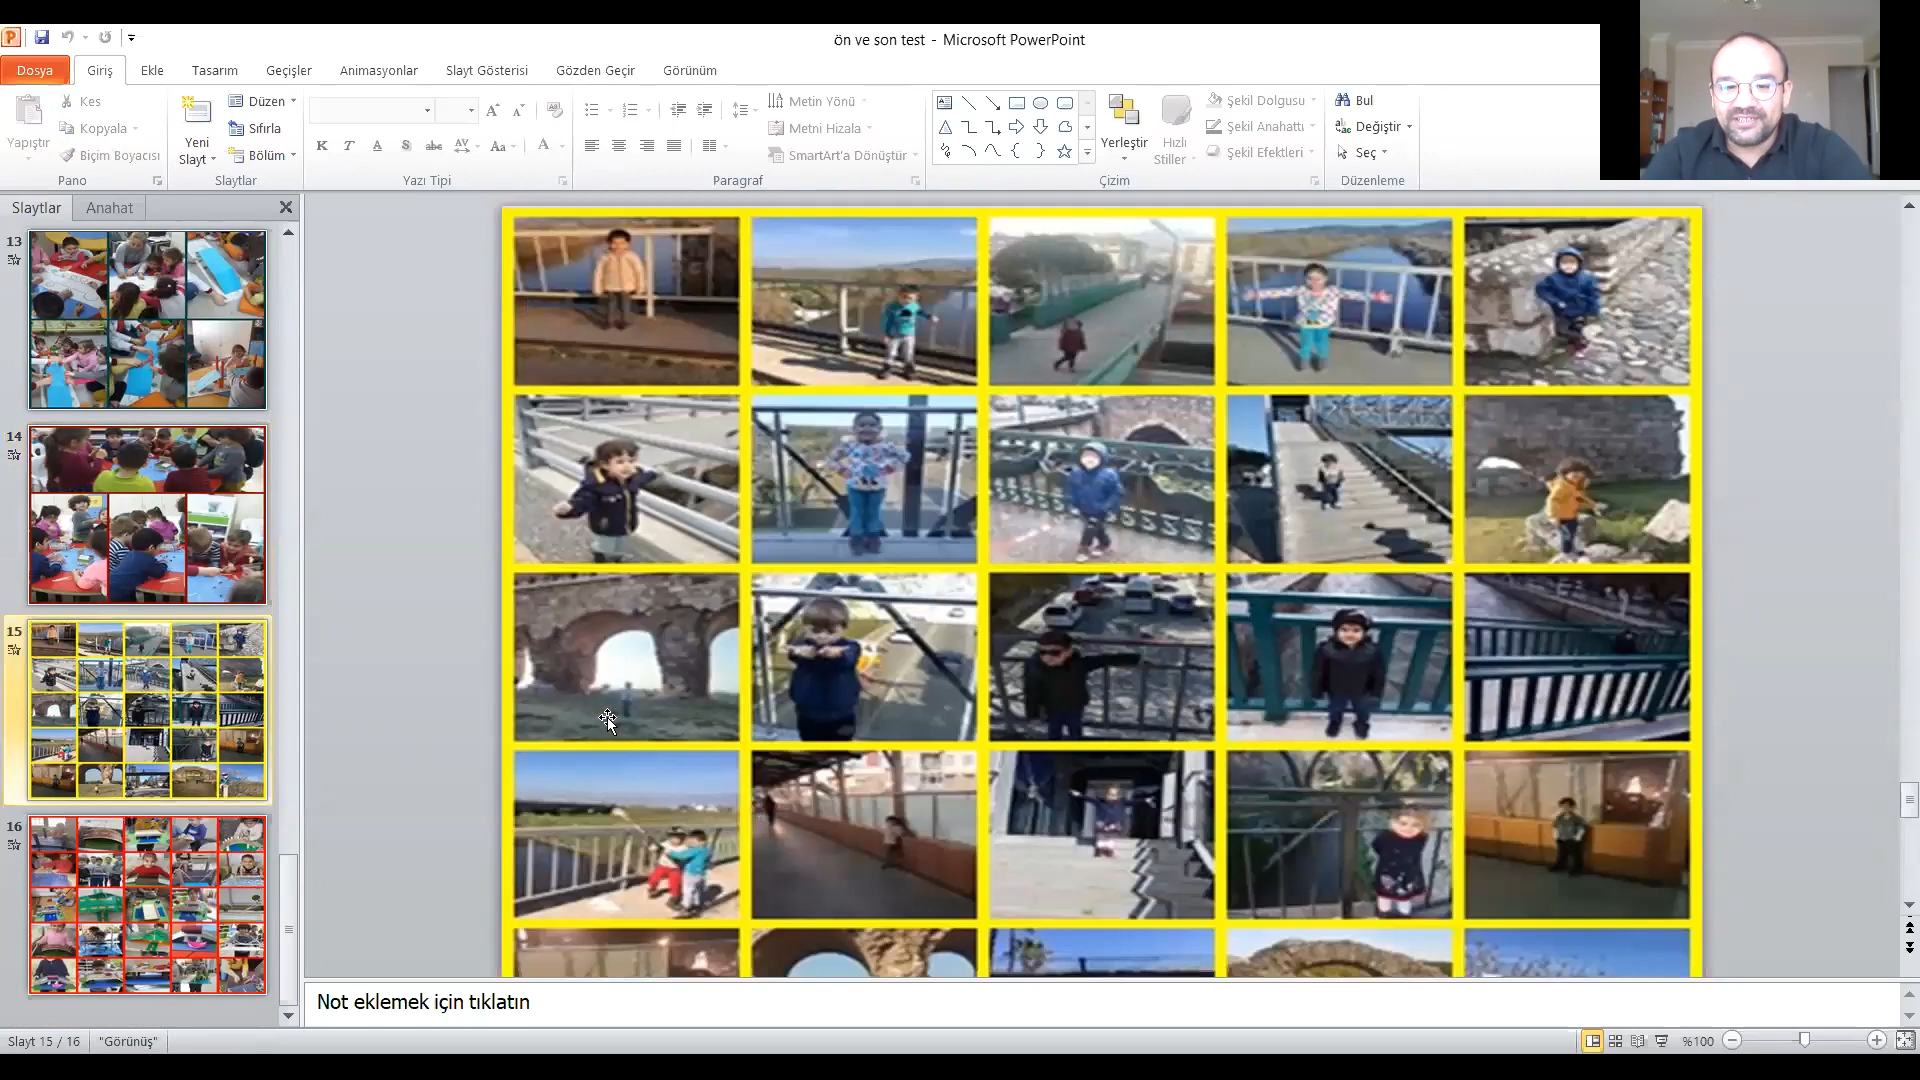 ön ve son test - Microsoft PowerPoint
Dosya Giriş Ekle Tasarım Geçişler Animasyonlar Slayt Gösterisi Gözden Geçir Görünüm
Yapıştır
Kes
Kopyala
Biçim Boyacısı
Pano
Yeni Slayt
Düzen
Sıfırla
Bölüm
Slaytlar
K T A S abc AV Aa A
Yazı Tipi
Metin Yönü
Metni Hizala
SmartArt'a Dönüştür
Paragraf
Yerleştir
Hızlı Stiller
Şekil Dolgusu
Şekil Anahattı
Şekil Efektleri
Çizim
Bul
Değiştir
Seç
Düzenleme
Slaytlar Anahat
13
14
15
16
Not eklemek için tıklatın
Slayt 15 / 16 "Görünüş" %100